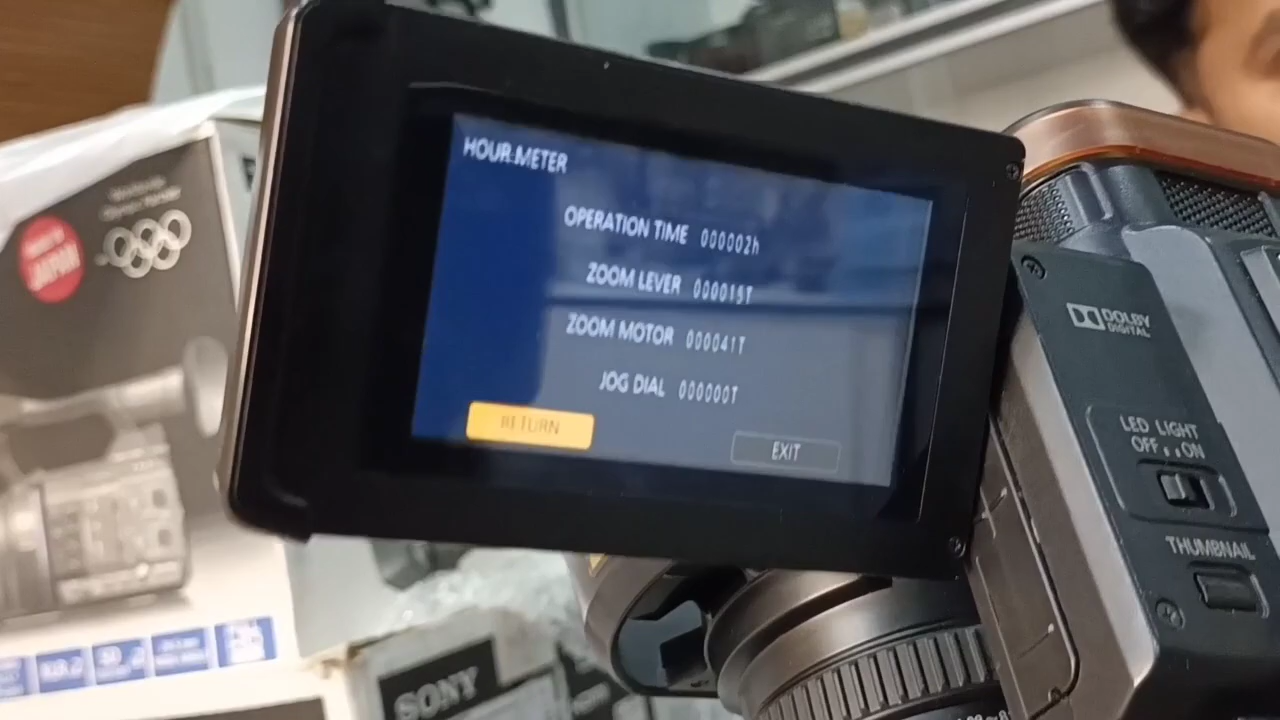 HOUR METER
OPERATION TIME 000002h
ZOOM LEVER 000015T
ZOOM MOTOR 000041T
JOG DIAL 000000T
RETURN
EXIT
DOLBY
DIGITAL
LED LIGHT
OFF ON
THUMBNAIL
JAPAN
SONY